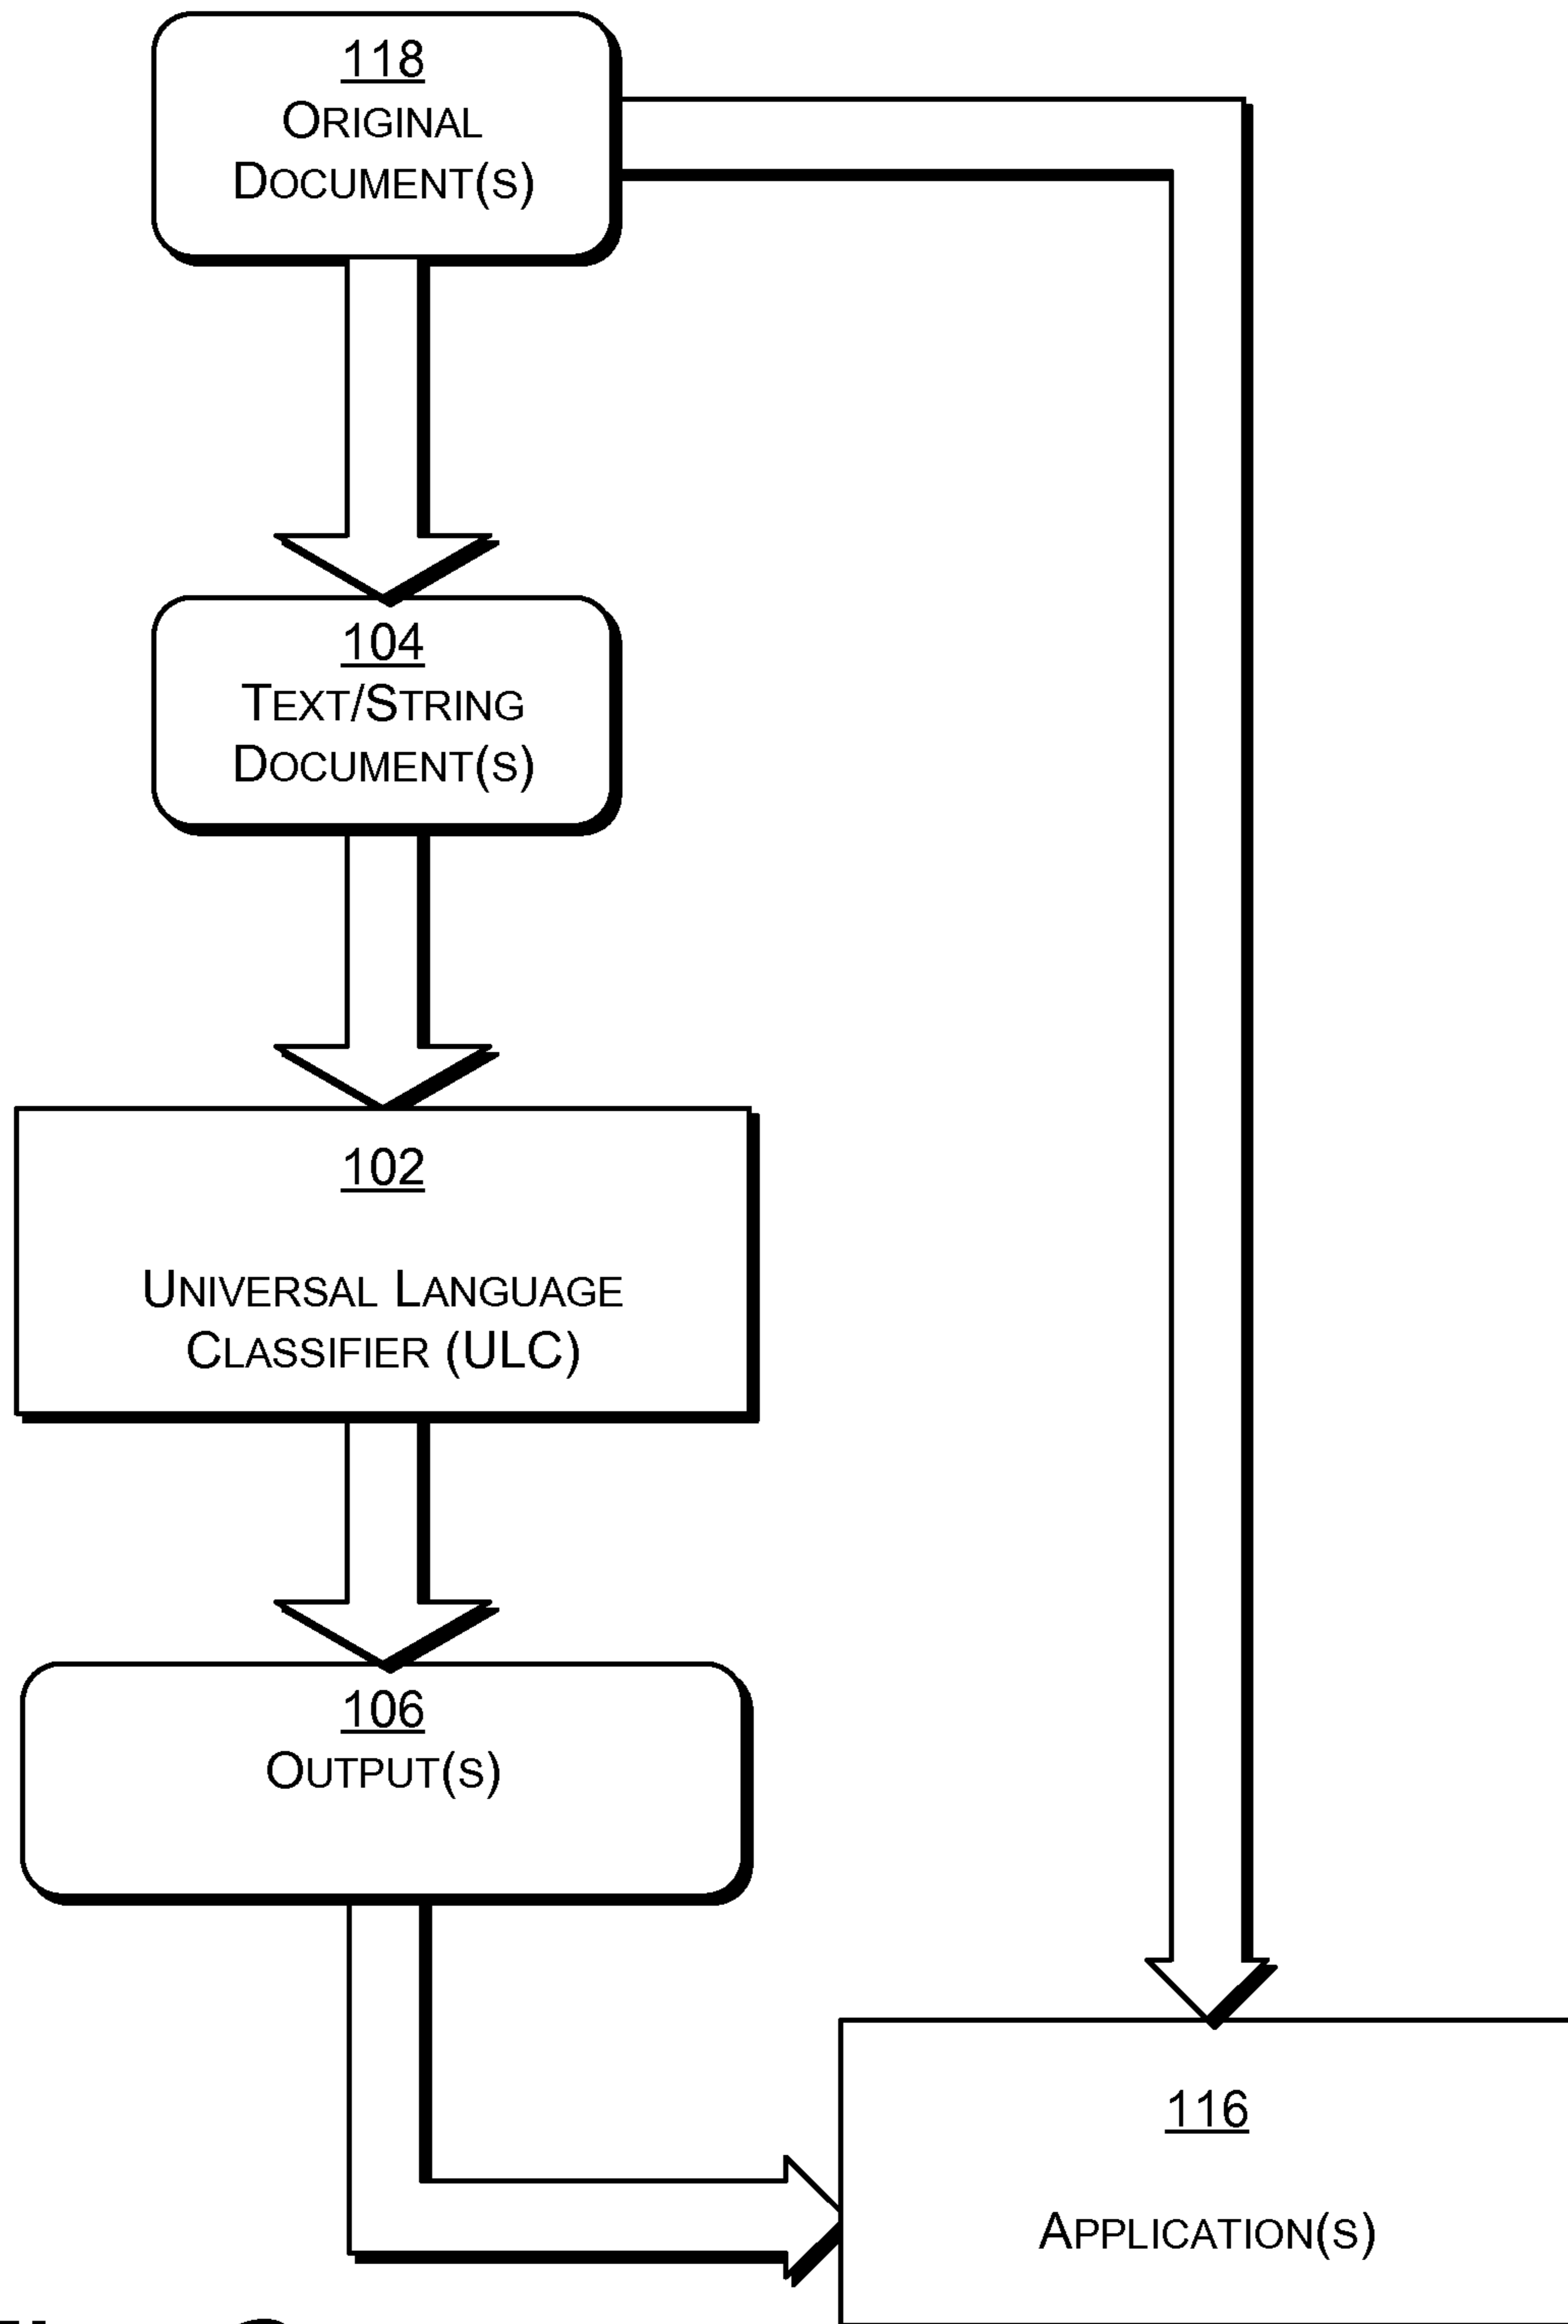 118
ORIGINAL
DOCUMENT(S)
104
TEXT/STRING
DOCUMENT(S)
102
UNIVERSAL LANGUAGE
CLASSIFIER (ULC)
106
OUTPUT(S)
116
APPLICATION(S)